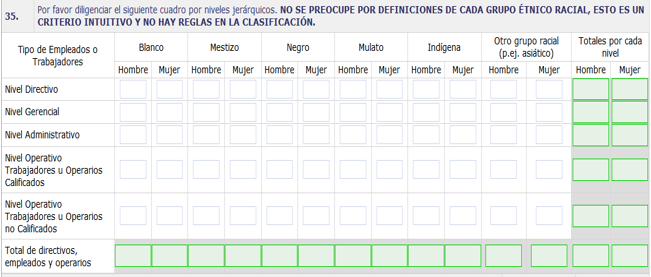 35. Por favor diligenciar el siguiente cuadro por niveles jerárquicos. NO SE PREOCUPE POR DEFINICIONES DE CADA GRUPO ÉTNICO RACIAL, ESTO ES UN
CRITERIO INTUITIVO Y NO HAY REGLAS EN LA CLASIFICACIÓN.
Tipo de Empleados o
Trabajadores
Blanco Mestizo Negro Mulato Indígena Otro grupo racial
(p.ej. asiático)
Totales por cada
nivel
Hombre Mujer Hombre Mujer Hombre Mujer Hombre Mujer Hombre Mujer Hombre Mujer Hombre Mujer
Nivel Directivo
Nivel Gerencial
Nivel Administrativo
Nivel Operativo
Trabajadores u Operarios
Calificados
Nivel Operativo
Trabajadores u Operarios
no Calificados
Total de directivos,
empleados y operarios